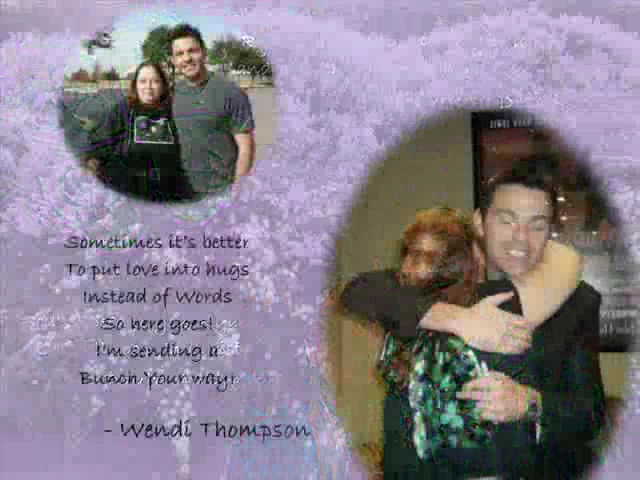 Sometimes it's better
To put love into hugs
Instead of Words
So here goes!
I'm sending a
Bunch Your way!
- Wendi Thompson